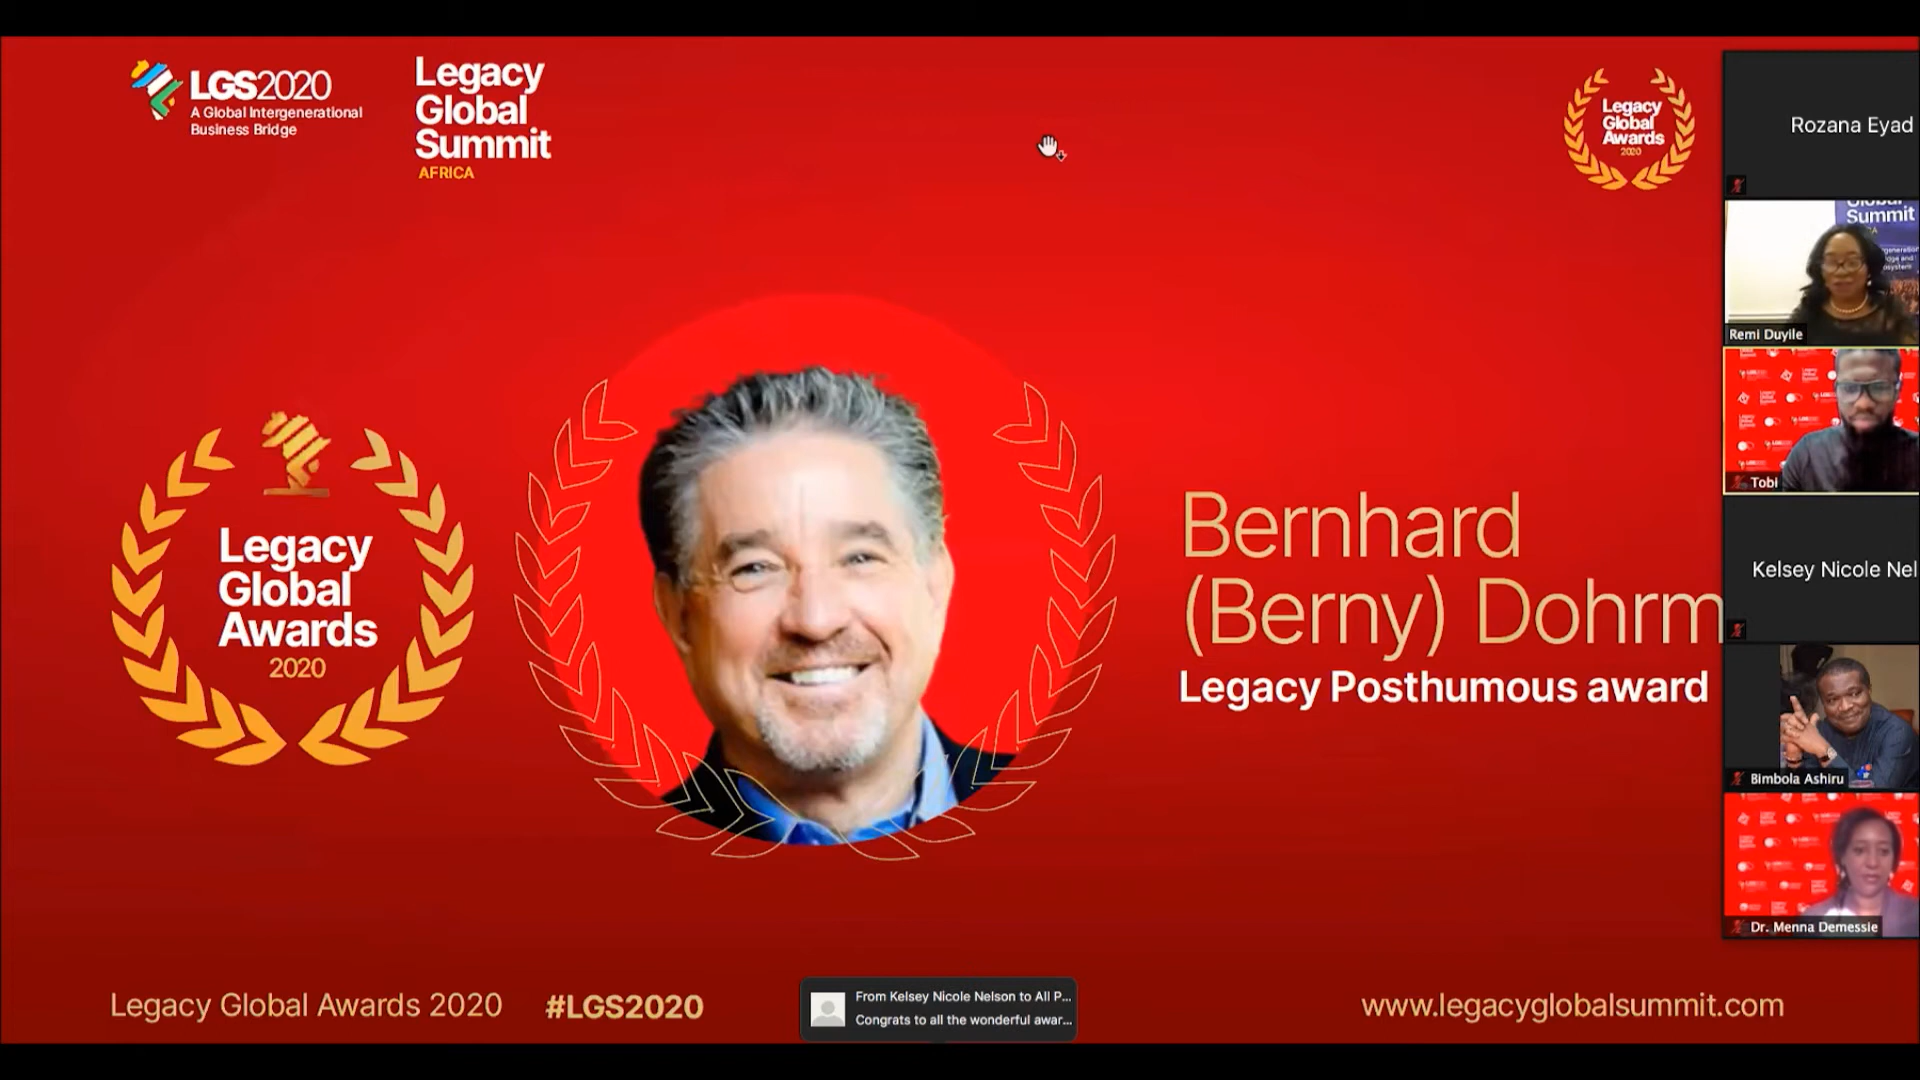 LGS2020
A Global Intergenerational
Business Bridge
Legacy
Global
Summit
AFRICA
Legacy
Global
Awards
2020
Rozana Eyad
Summit
Remi Duyile
Tobi
Kelsey Nicole Nel
Bimbola Ashiru
Dr. Menna Demessie
Legacy
Global
Awards
2020
Bernhard
(Berny) Dohrm
Legacy Posthumous award
Legacy Global Awards 2020
#LGS2020
From Kelsey Nicole Nelson to All P...
Congrats to all the wonderful awar...
www.legacyglobalsummit.com